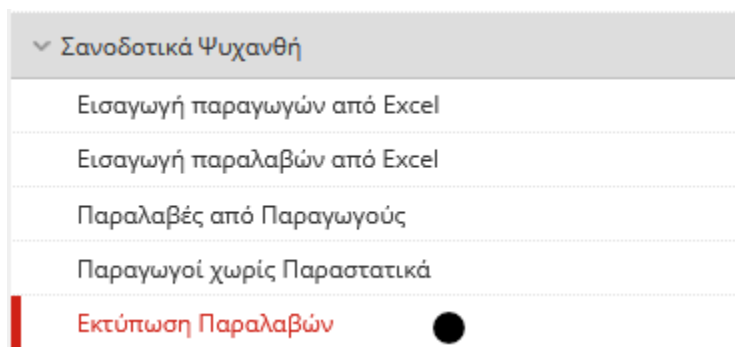 Σανοδοτικά Ψυχανθή
Εισαγωγή παραγωγών από Excel
Εισαγωγή παραλαβών από Excel
Παραλαβές από Παραγωγούς
Παραγωγοί χωρίς Παραστατικά
Εκτύπωση Παραλαβών